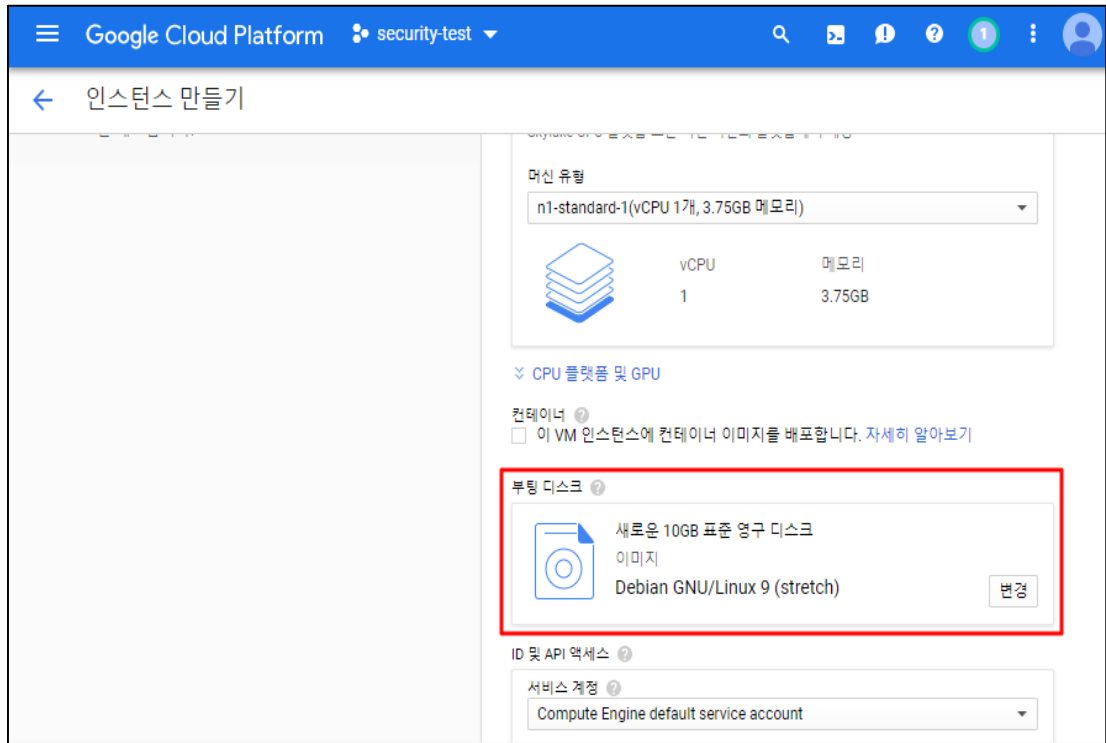 Google Cloud Platform security-test
1
인스턴스 만들기
머신 유형
n1-standard-1(vCPU 1개, 3.75GB 메모리)
vCPU 메모리
1 3.75GB
CPU 플랫폼 및 GPU
컨테이너
이 VM 인스턴스에 컨테이너 이미지를 배포합니다. 자세히 알아보기
부팅 디스크
새로운 10GB 표준 영구 디스크
이미지
Debian GNU/Linux 9 (stretch)
변경
ID 및 API 액세스
서비스 계정
Compute Engine default service account